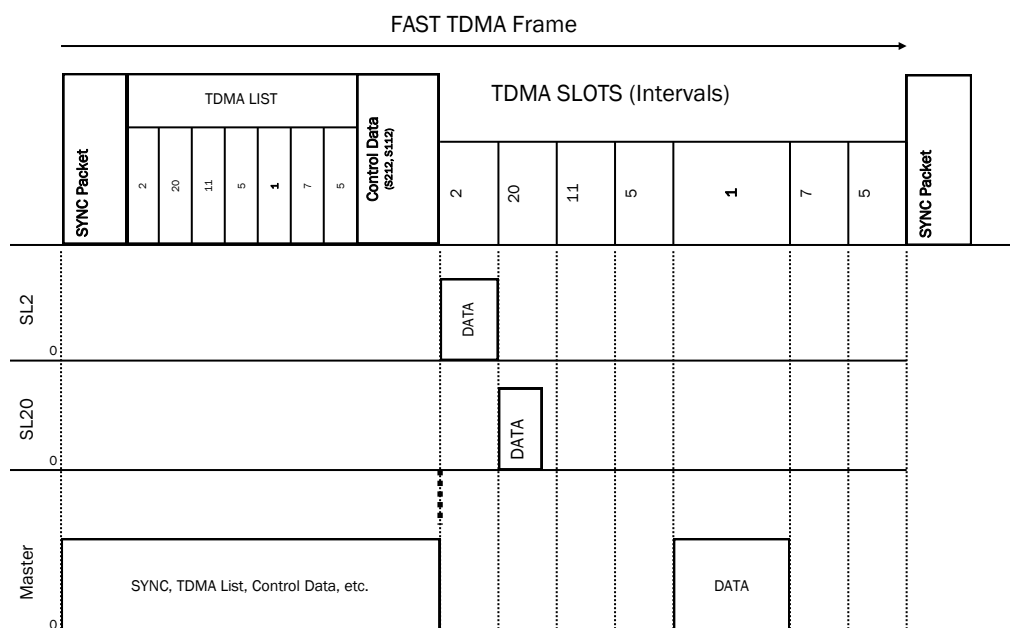 FAST TDMA Frame
SYNC Packet
TDMA LIST
2
20
11
5
1
7
5
Control Data
(S212, S112)
TDMA SLOTS (Intervals)
2
20
11
5
1
7
5
SYNC Packet
SL2
0
DATA
SL20
0
DATA
Master
0
SYNC, TDMA List, Control Data, etc.
DATA